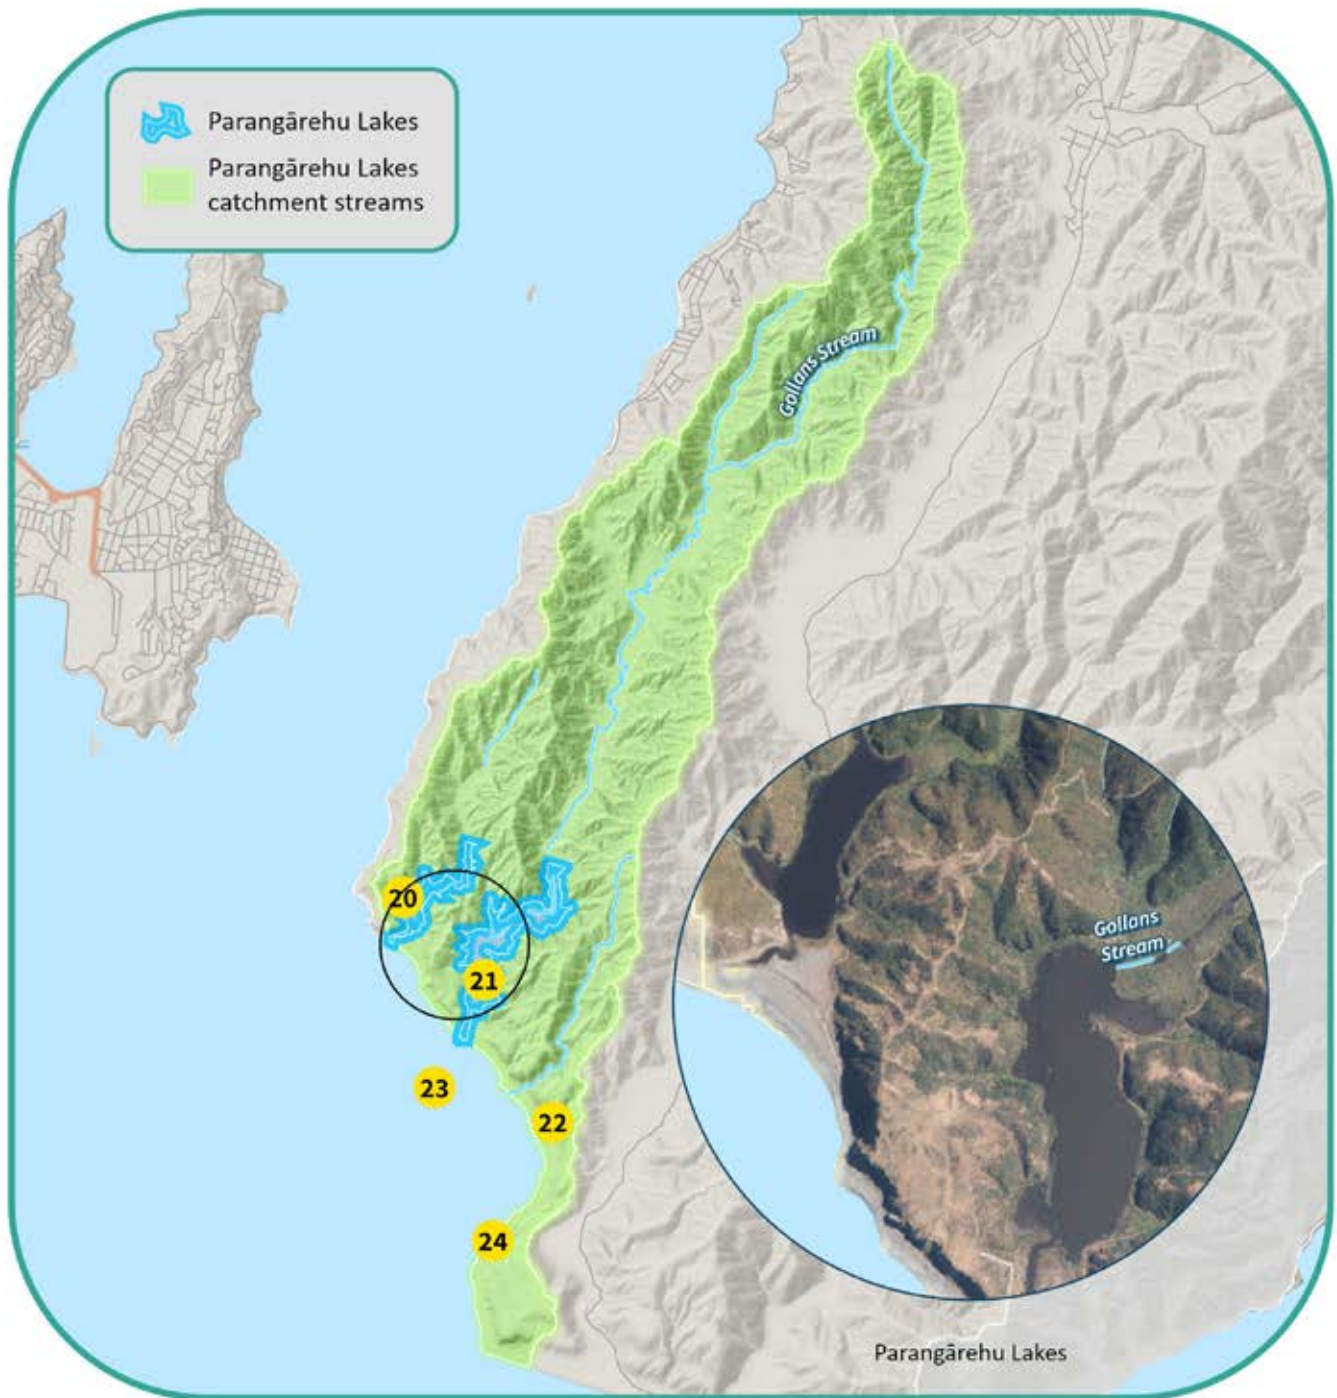 Parangārehu Lakes
Parangārehu Lakes
catchment streams
Gollans Stream
20
21
23
22
24
Gollans
Stream
Parangārehu Lakes